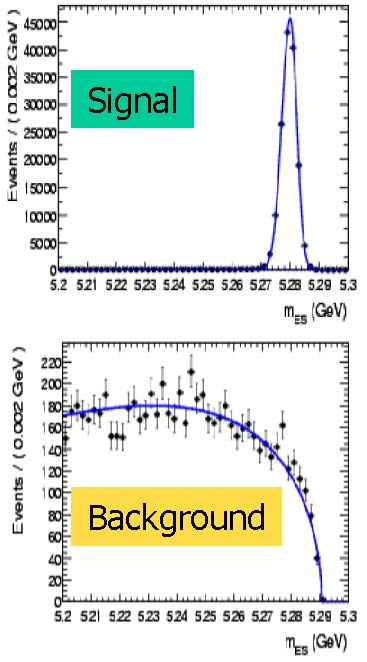 Events / ( 0.002 GeV )
45000
40000
35000
30000
25000
20000
15000
10000
5000
0
Signal
5.2 5.21 5.22 5.23 5.24 5.25 5.26 5.27 5.28 5.29 5.3
mES (GeV)
Events / ( 0.002 GeV )
220
200
180
160
140
120
100
80
60
40
20
0
Background
5.2 5.21 5.22 5.23 5.24 5.25 5.26 5.27 5.28 5.29 5.3
mES (GeV)